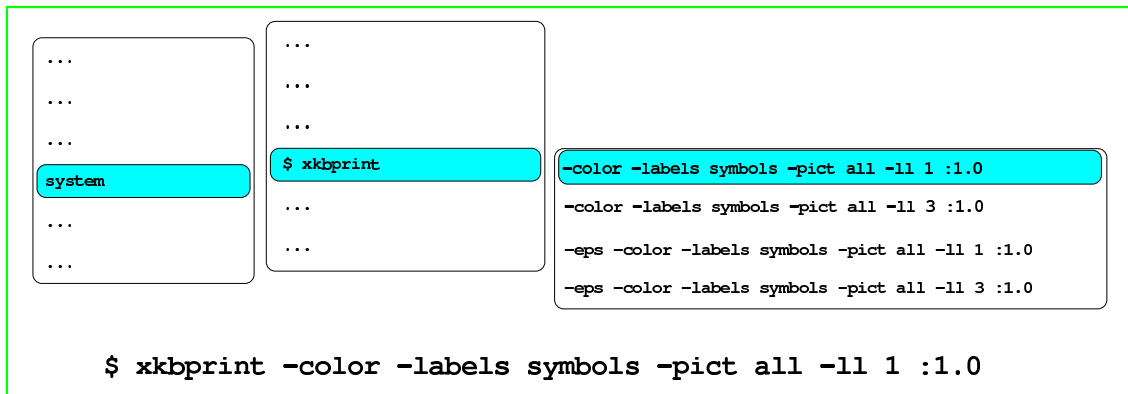 ...
...
...
system
...
...
...
...
...
$ xkbprint
...
...
-color -labels symbols -pict all -ll 1 :1.0
-color -labels symbols -pict all -ll 3 :1.0
-eps -color -labels symbols -pict all -ll 1 :1.0
-eps -color -labels symbols -pict all -ll 3 :1.0
$ xkbprint -color -labels symbols -pict all -ll 1 :1.0